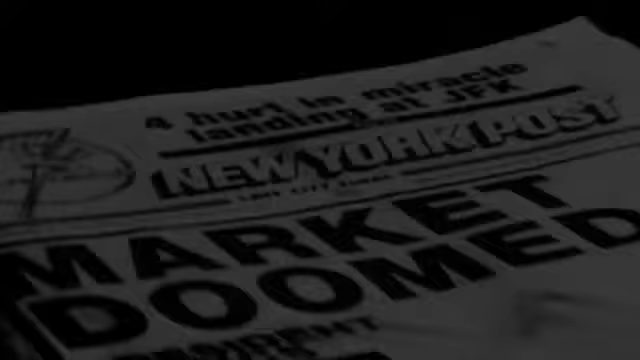 4 hurt in miracle
landing at JFK
NEW YORK POST
MARKET
DOOMED